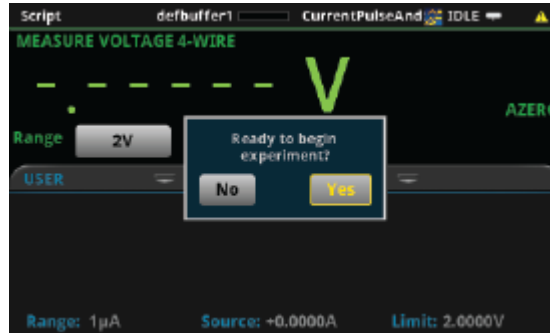 Script defbuffer1 CurrentPulseAnd IDLE
MEASURE VOLTAGE 4-WIRE
-.----- V
AZERO
Range 2V
Ready to begin
experiment?
No Yes
USER
Range: 1µA Source: +0.0000A Limit: 2.0000V